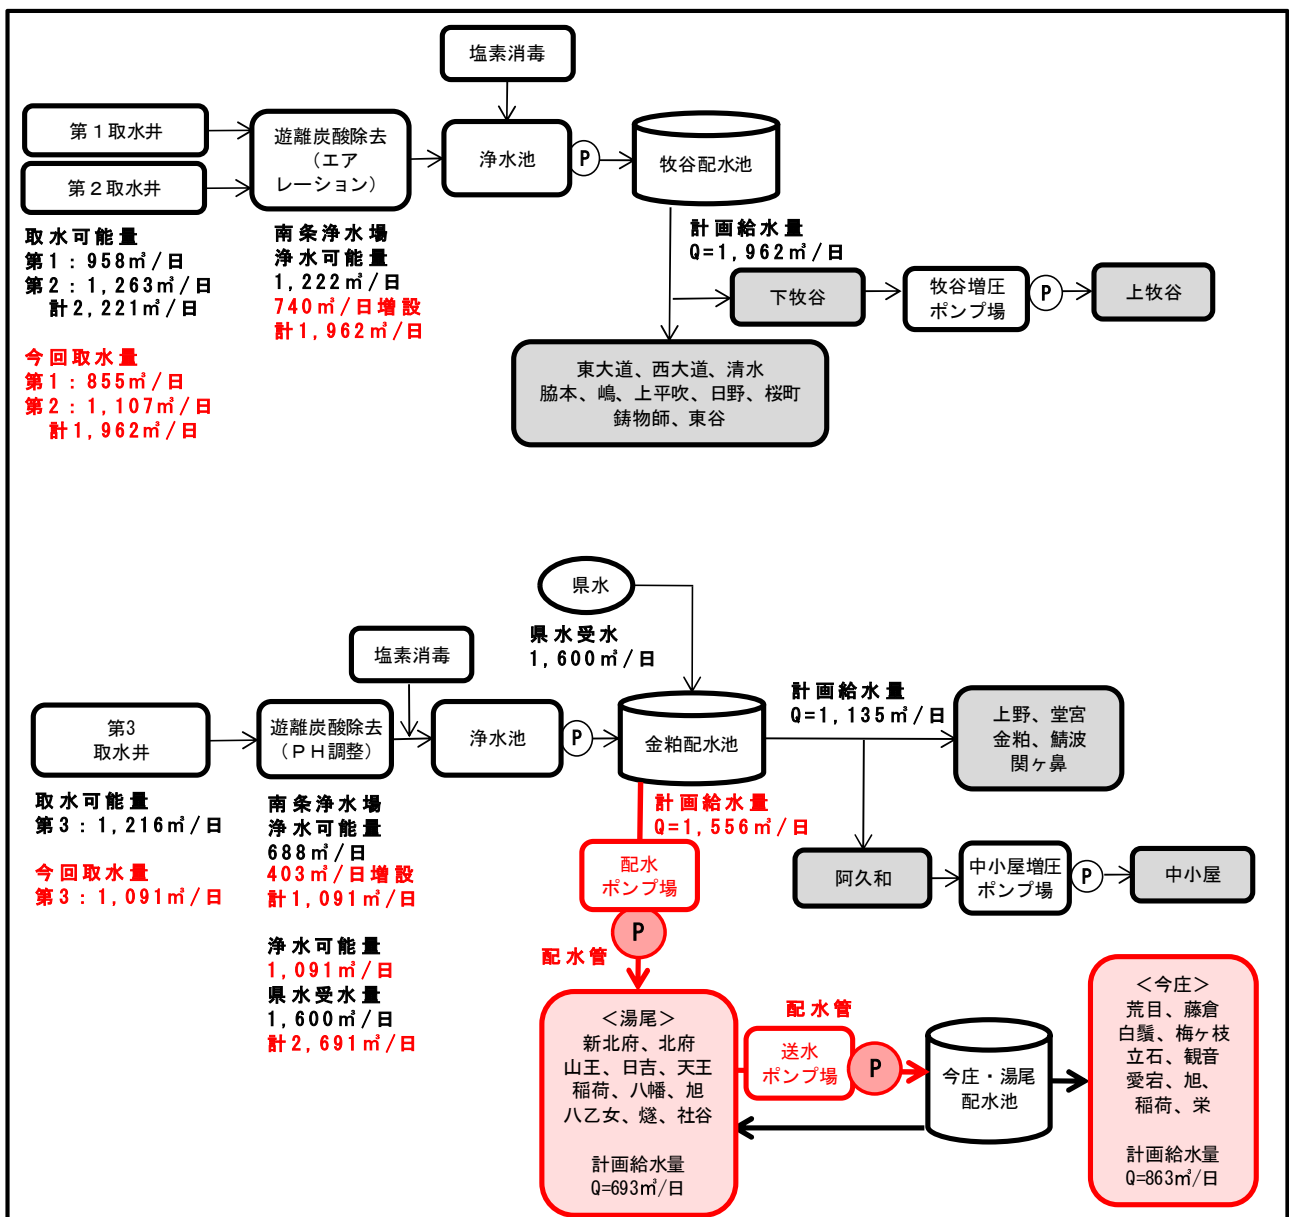 塩素消毒
第１取水井
第２取水井
遊離炭酸除去
（エア
レーション）
浄水池
P
牧谷配水池
取水可能量
第1：958㎥/日
第2：1,263㎥/日
計2,221㎥/日
今回取水量
第1：855㎥/日
第2：1,107㎥/日
計1,962㎥/日
南条浄水場
浄水可能量
1,222㎥/日
740㎥/日増設
計1,962㎥/日
計画給水量
Q=1,962㎥/日
下牧谷
牧谷増圧
ポンプ場
P
上牧谷
東大道、西大道、清水
脇本、嶋、上平吹、日野、桜町
鋳物師、東谷
県水
県水受水
1,600㎥/日
塩素消毒
第3
取水井
遊離炭酸除去
（ＰＨ調整）
浄水池
P
金粕配水池
計画給水量
Q=1,135㎥/日
上野、堂宮
金粕、鯖波
関ヶ鼻
取水可能量
第3：1,216㎥/日
今回取水量
第3：1,091㎥/日
南条浄水場
浄水可能量
688㎥/日
403㎥/日増設
計1,091㎥/日
浄水可能量
1,091㎥/日
県水受水量
1,600㎥/日
計2,691㎥/日
計画給水量
Q=1,556㎥/日
配水
ポンプ場
P
配水管
阿久和
中小屋増圧
ポンプ場
P
中小屋
＜湯尾＞
新北府、北府
山王、日吉、天王
稲荷、八幡、旭
八乙女、燧、社谷
計画給水量
Q=693㎥/日
配水管
送水
ポンプ場
P
今庄・湯尾
配水池
＜今庄＞
荒目、藤倉
白鬚、梅ヶ枝
立石、観音
愛宕、旭、
稲荷、栄
計画給水量
Q=863㎥/日